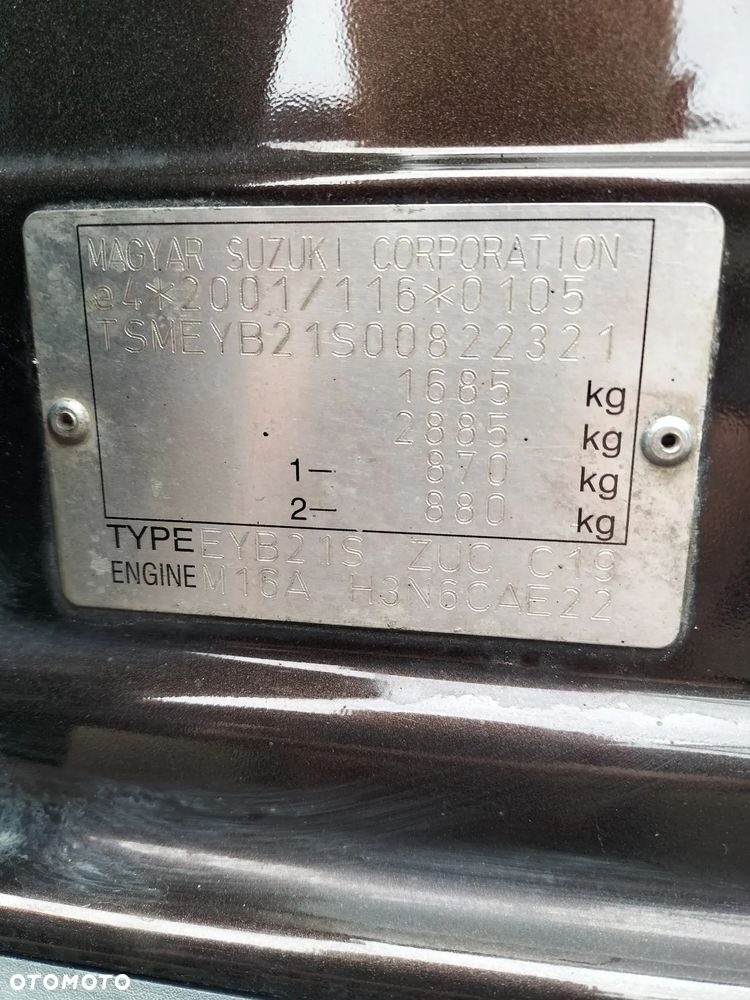 MAGYAR SUZUKI CORPORATION
e4*2001/116*0105
TSMEYB21S00822321
1685 kg
2885 kg
1— 870 kg
2— 880 kg
TYPE EYB21S ZUC C19
ENGINE M16A H3N6CAE22
OTOMOTO